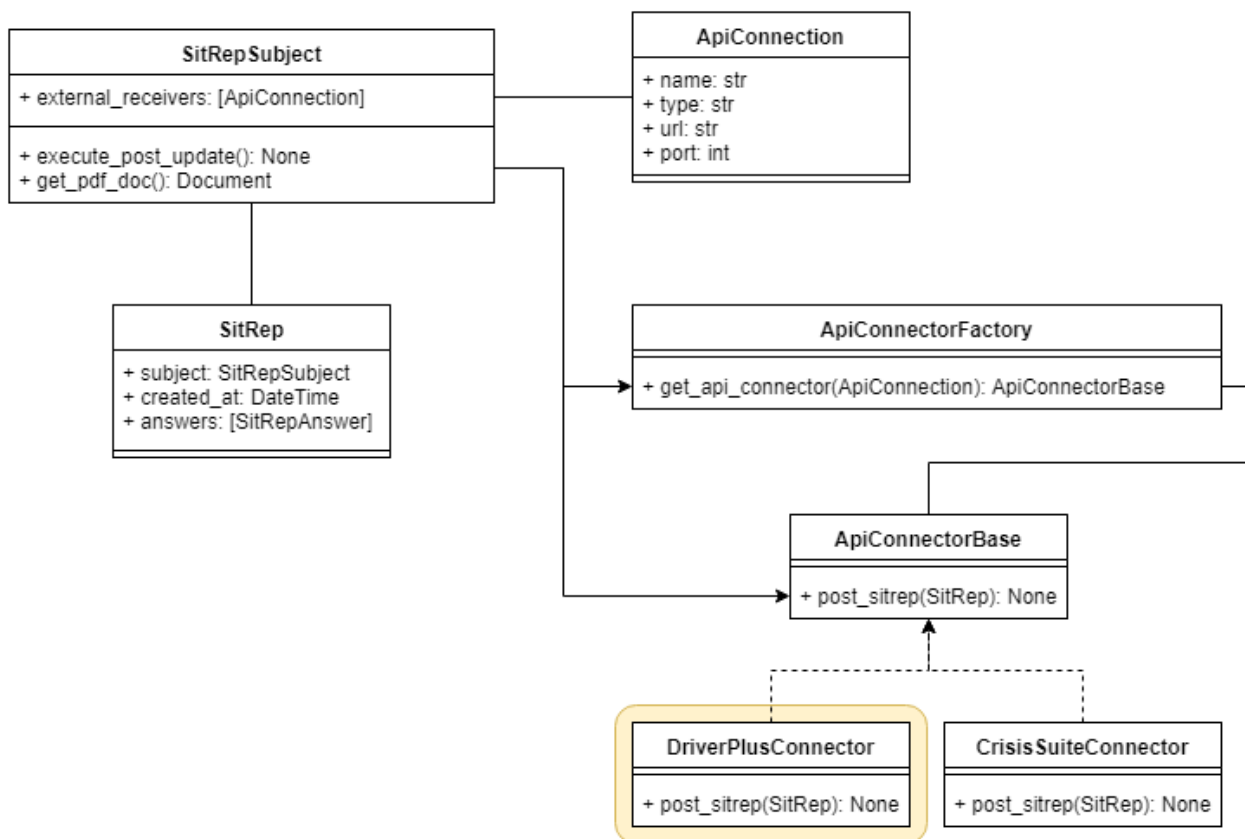 SitRepSubject
+ external_receivers: [ApiConnection]
+ execute_post_update(): None
+ get_pdf_doc(): Document
ApiConnection
+ name: str
+ type: str
+ url: str
+ port: int
SitRep
+ subject: SitRepSubject
+ created_at: DateTime
+ answers: [SitRepAnswer]
ApiConnectorFactory
+ get_api_connector(ApiConnection): ApiConnectorBase
ApiConnectorBase
+ post_sitrep(SitRep): None
DriverPlusConnector
+ post_sitrep(SitRep): None
CrisisSuiteConnector
+ post_sitrep(SitRep): None